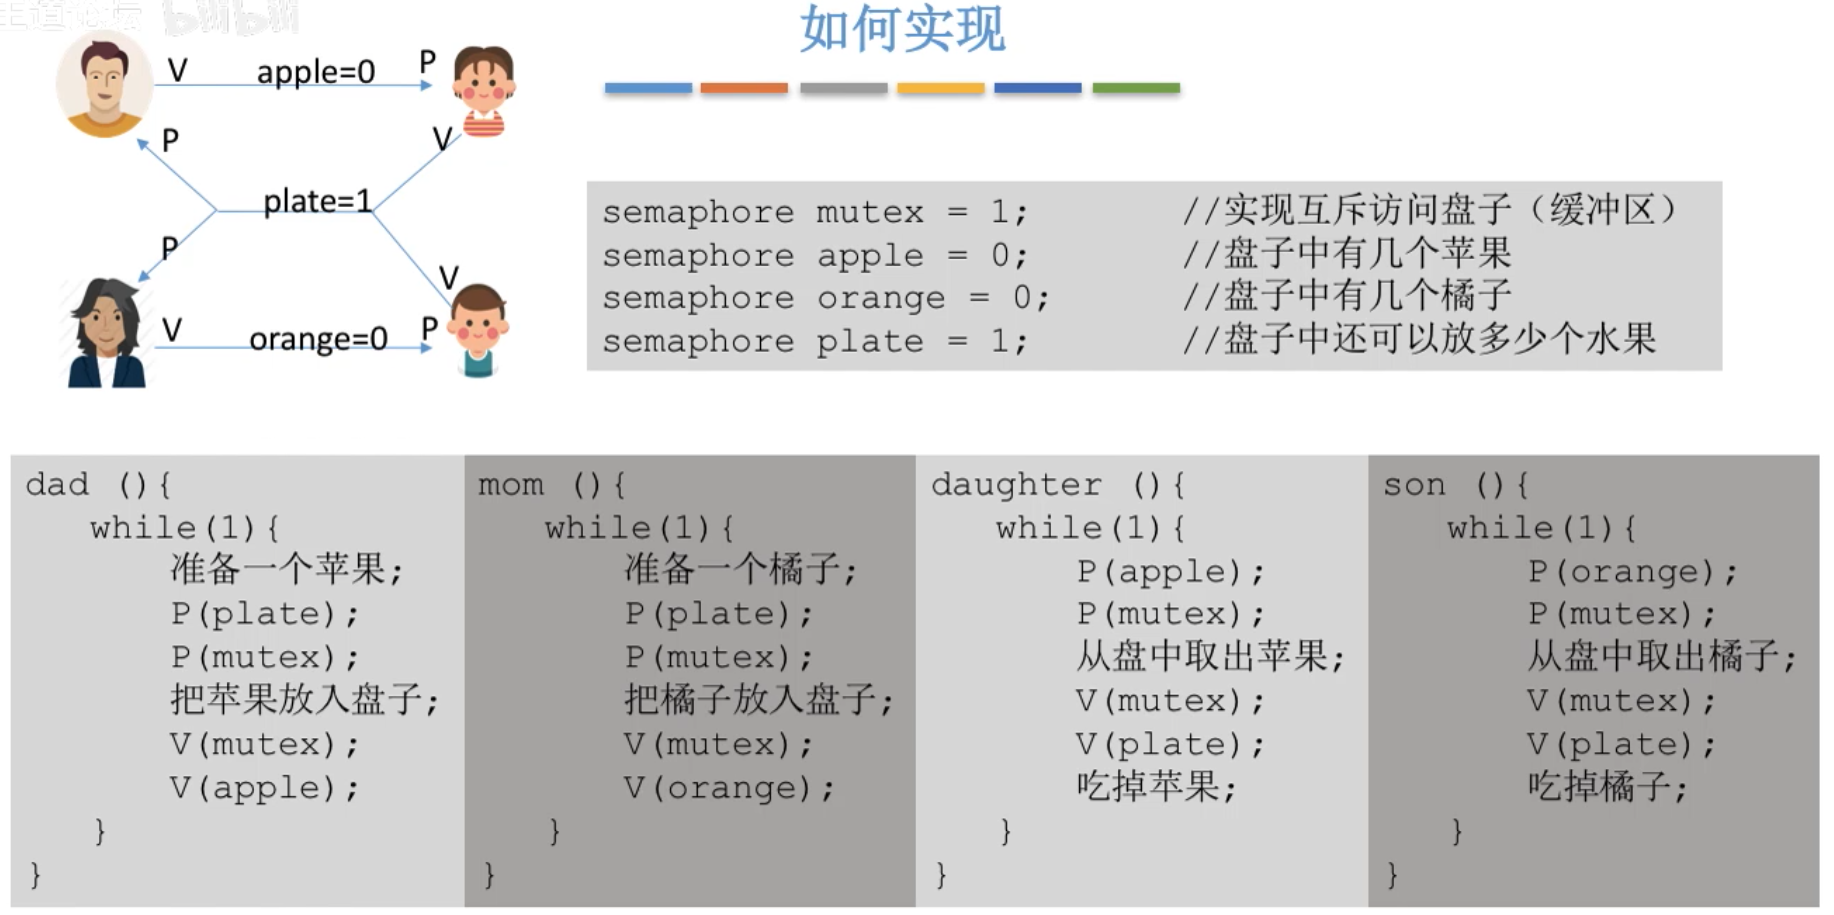 王道论坛 bilibili
如何实现
V apple=0 P
P V
plate=1
P V
V orange=0 P
semaphore mutex = 1; //实现互斥访问盘子（缓冲区）
semaphore apple = 0; //盘子中有几个苹果
semaphore orange = 0; //盘子中有几个橘子
semaphore plate = 1; //盘子中还可以放多少个水果
dad (){
while(1){
准备一个苹果;
P(plate);
P(mutex);
把苹果放入盘子;
V(mutex);
V(apple);
}
}
mom (){
while(1){
准备一个橘子;
P(plate);
P(mutex);
把橘子放入盘子;
V(mutex);
V(orange);
}
}
daughter (){
while(1){
P(apple);
P(mutex);
从盘中取出苹果;
V(mutex);
V(plate);
吃掉苹果;
}
}
son (){
while(1){
P(orange);
P(mutex);
从盘中取出橘子;
V(mutex);
V(plate);
吃掉橘子;
}
}